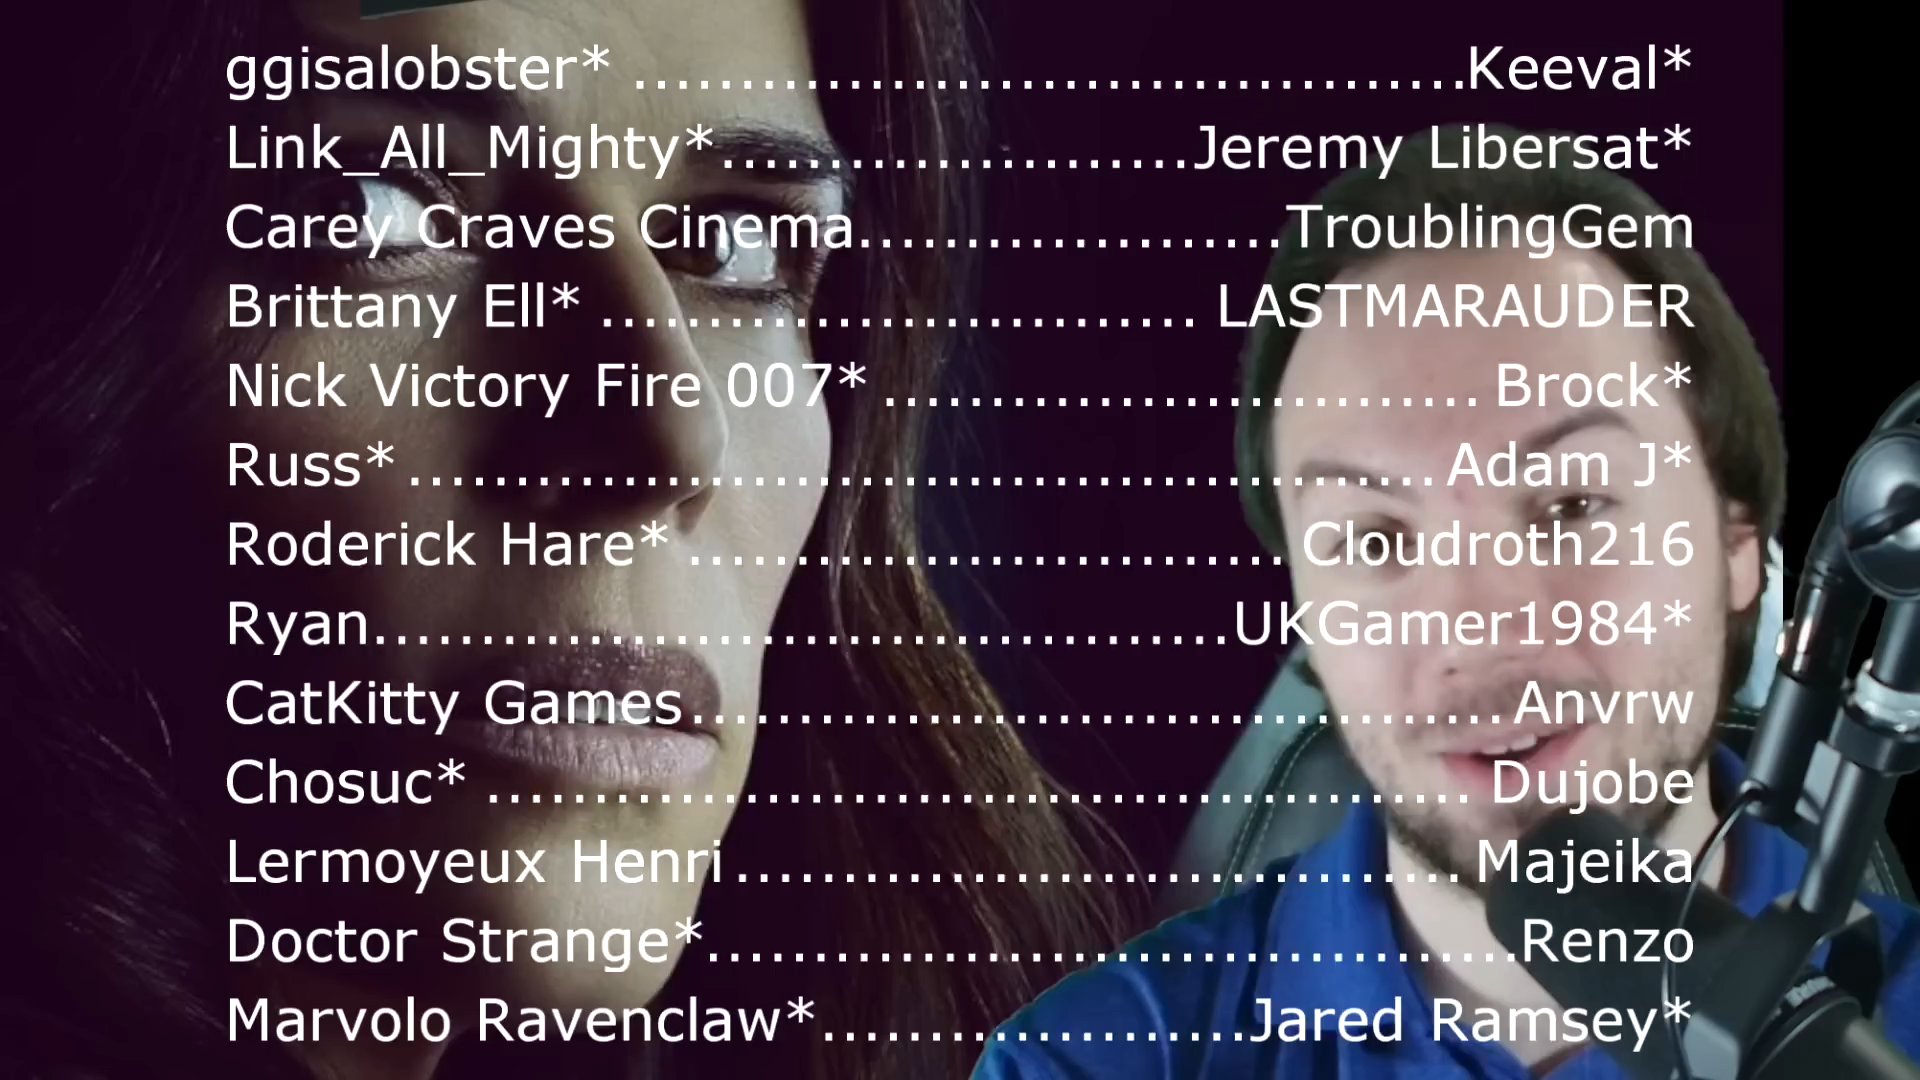 ggisalobster* ................................Keeval*
Link_All_Mighty*..................Jeremy Libersat*
Carey Craves Cinema................TroublingGem
Brittany Ell* ....................... LASTMARAUDER
Nick Victory Fire 007* ....................... Brock*
Russ* ....................................... Adam J*
Roderick Hare* ....................... Cloudroth216
Ryan.................................UKGamer1984*
CatKitty Games...............................Anvrw
Chosuc* ...................................... Dujobe
Lermoyeux Henri............................Majeika
Doctor Strange*...............................Renzo
Marvolo Ravenclaw*................Jared Ramsey*